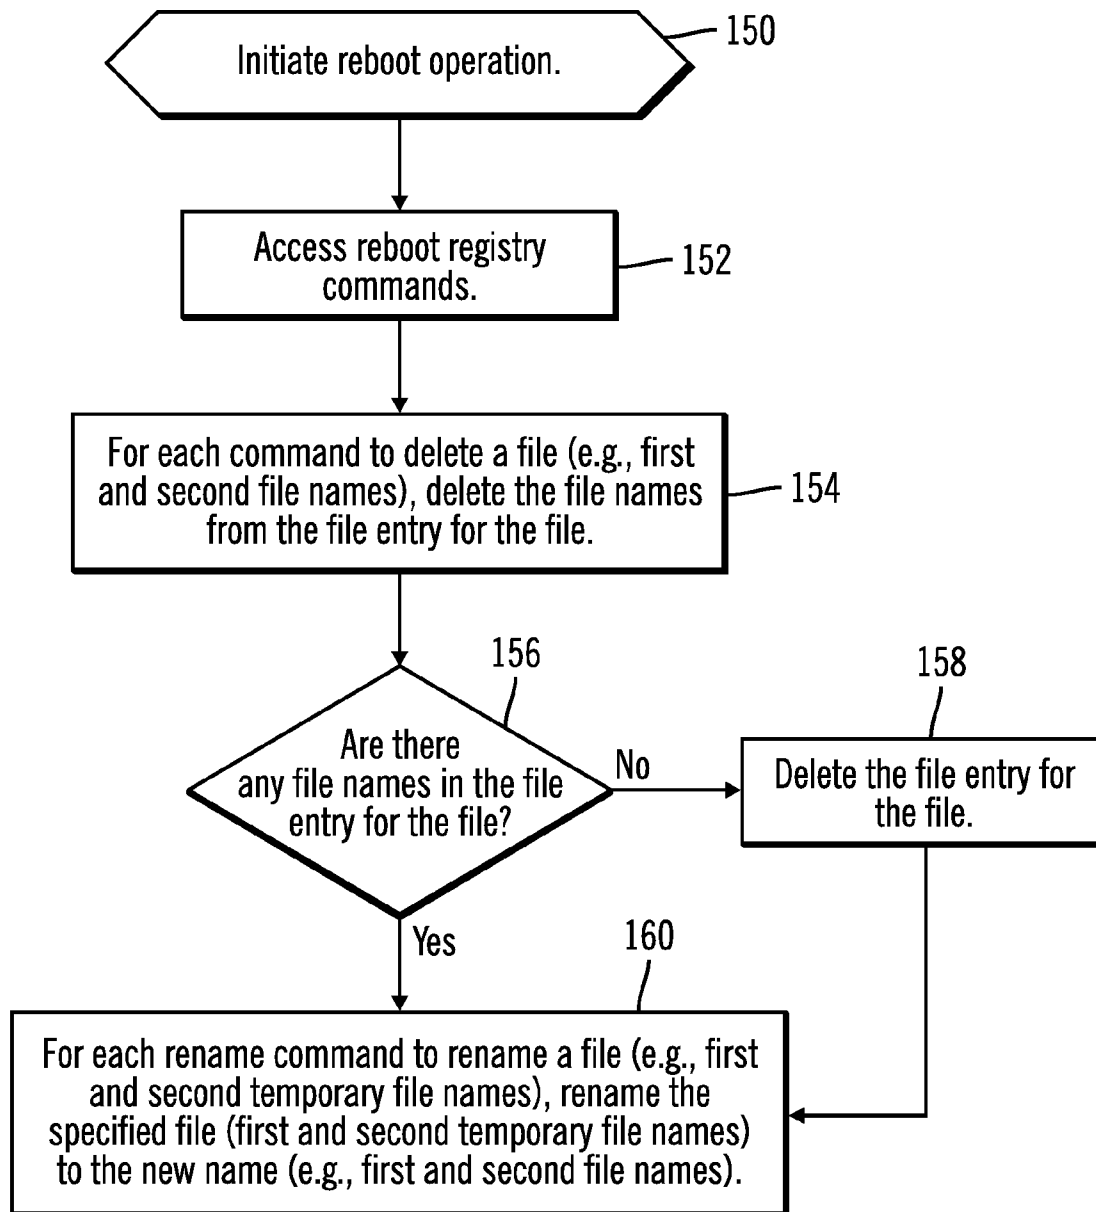 Initiate reboot operation.
150
Access reboot registry
commands.
152
For each command to delete a file (e.g., first
and second file names), delete the file names
from the file entry for the file.
154
156
Are there
any file names in the file
entry for the file?
No
158
Delete the file entry for
the file.
Yes
160
For each rename command to rename a file (e.g., first
and second temporary file names), rename the
specified file (first and second temporary file names)
to the new name (e.g., first and second file names).